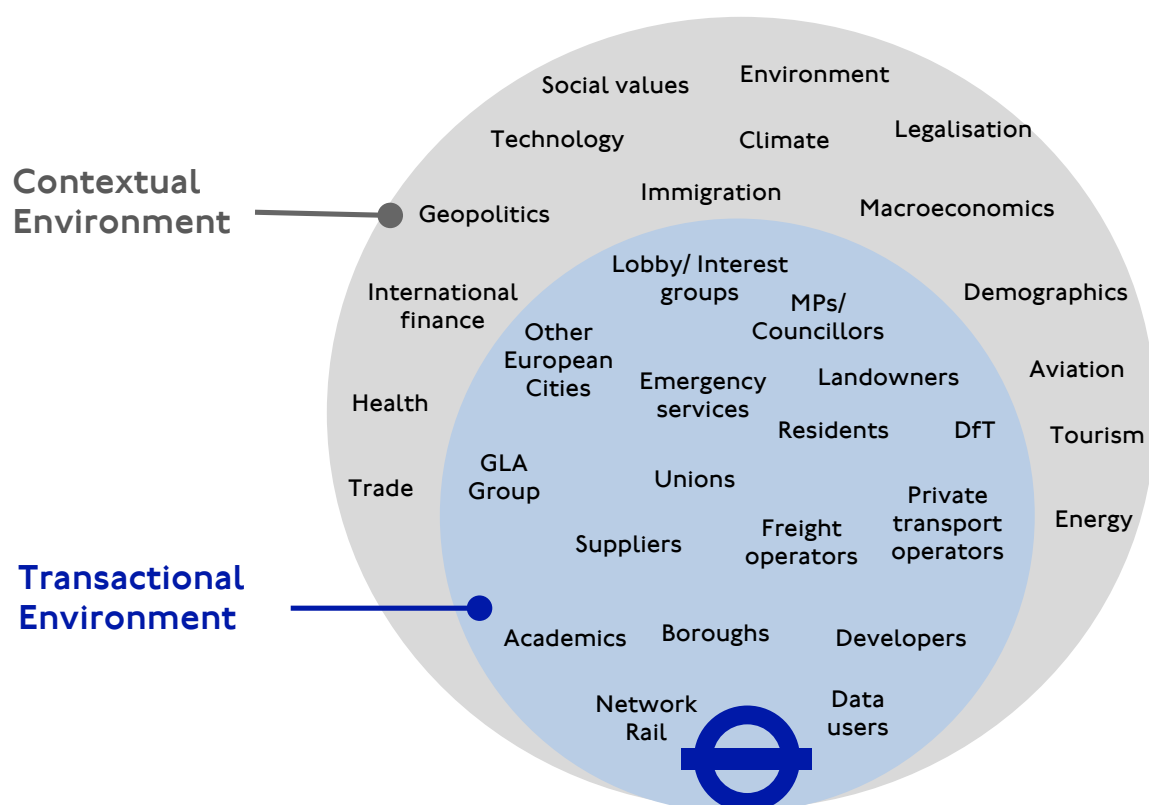 Social values
Environment
Technology
Climate
Legalisation
Contextual
Environment
Geopolitics
Immigration
Macroeconomics
Lobby/ Interest
groups
International
finance
MPs/
Councillors
Demographics
Other
European
Cities
Emergency
services
Landowners
Aviation
Health
Residents
DfT
Tourism
Trade
GLA
Group
Unions
Private
transport
operators
Energy
Suppliers
Freight
operators
Transactional
Environment
Academics
Boroughs
Developers
Network
Rail
Data
users